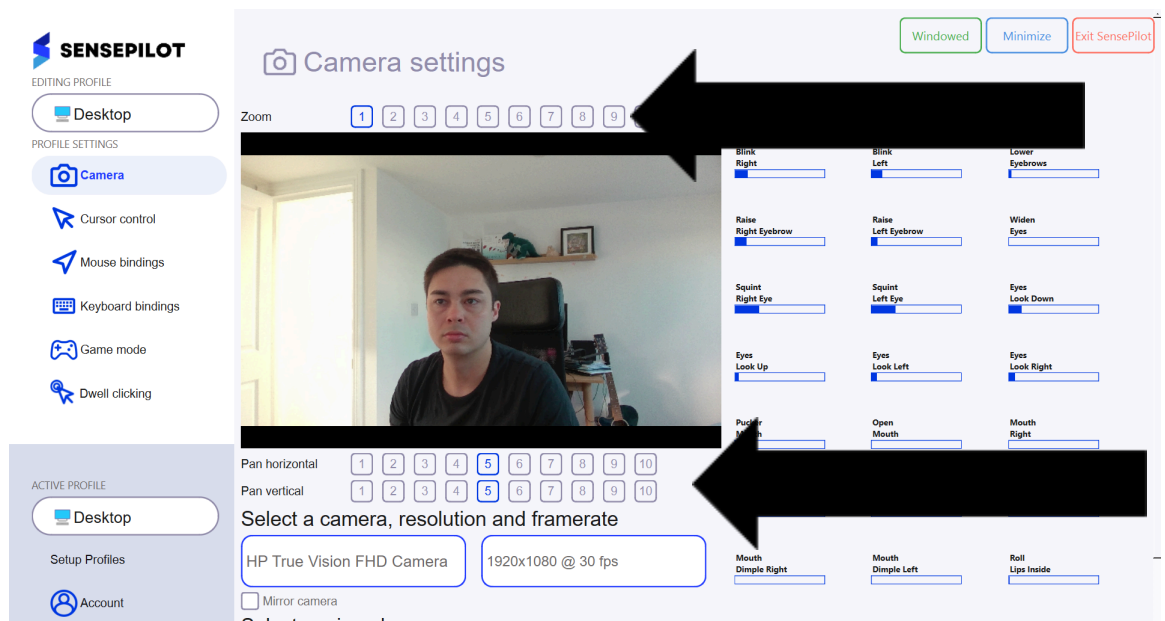 SENSEPILOT
EDITING PROFILE
Desktop
PROFILE SETTINGS
Camera
Cursor control
Mouse bindings
Keyboard bindings
Game mode
Dwell clicking
ACTIVE PROFILE
Desktop
Setup Profiles
Account
Windowed Minimize Exit SensePilot
Camera settings
Zoom 1 2 3 4 5 6 7 8 9
Blink Right
Blink Left
Lower Eyebrows
Raise Right Eyebrow
Raise Left Eyebrow
Widen Eyes
Squint Right Eye
Squint Left Eye
Eyes Look Down
Eyes Look Up
Eyes Look Left
Eyes Look Right
Open Mouth
Mouth Right
Mouth Dimple Right
Mouth Dimple Left
Roll Lips Inside
Pan horizontal 1 2 3 4 5 6 7 8 9 10
Pan vertical 1 2 3 4 5 6 7 8 9 10
Select a camera, resolution and framerate
HP True Vision FHD Camera 1920x1080 @ 30 fps
Mirror camera